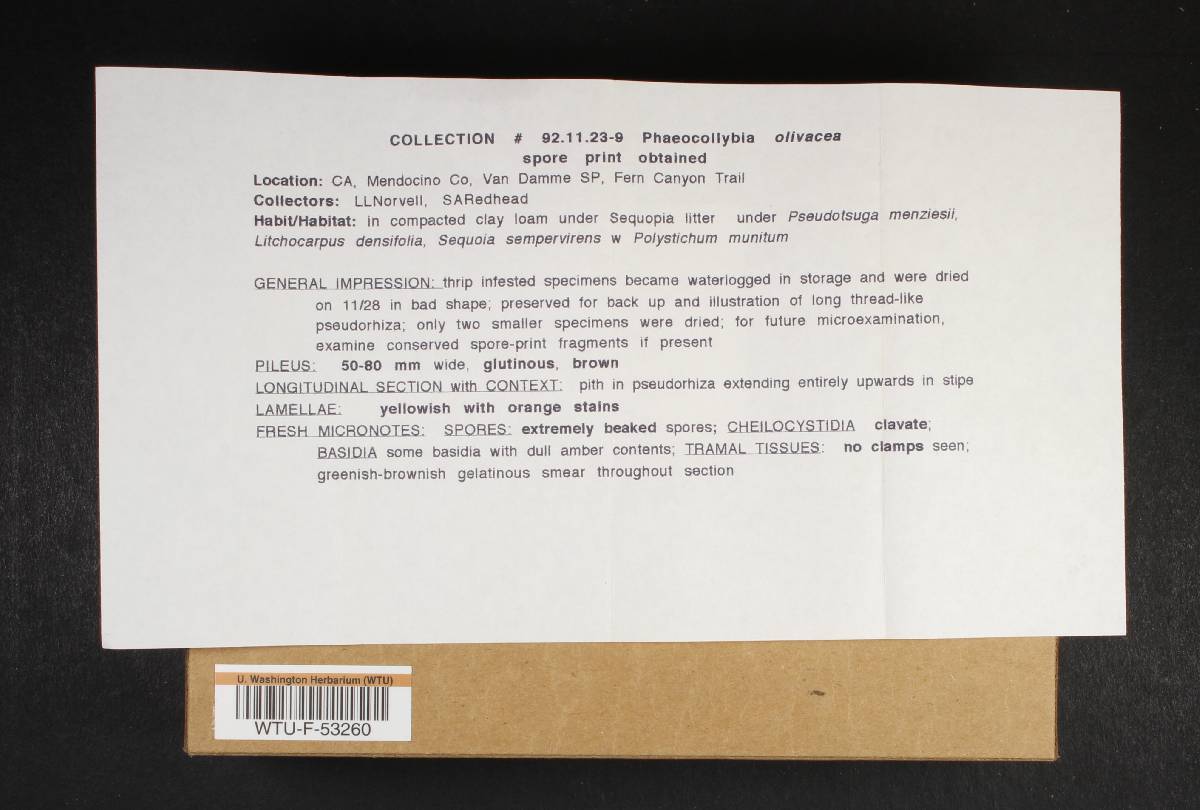 COLLECTION # 92.11.23-9 Phaeocollybia olivacea
spore print obtained
Location: CA, Mendocino Co, Van Damme SP, Fern Canyon Trail
Collectors: LLNorvell, SARedhead
Habit/Habitat: in compacted clay loam under Sequopia litter under Pseudotsuga menziesii,
Litchocarpus densifolia, Sequoia sempervirens w Polystichum munitum
GENERAL IMPRESSION: thrip infested specimens became waterlogged in storage and were dried
on 11/28 in bad shape; preserved for back up and illustration of long thread-like
pseudorhiza; only two smaller specimens were dried; for future microexamination,
examine conserved spore-print fragments if present
PILEUS: 50-80 mm wide, glutinous, brown
LONGITUDINAL SECTION with CONTEXT: pith in pseudorhiza extending entirely upwards in stipe
LAMELLAE: yellowish with orange stains
FRESH MICRONOTES: SPORES: extremely beaked spores; CHEILOCYSTIDIA clavate;
BASIDIA some basidia with dull amber contents; TRAMAL TISSUES: no clamps seen;
greenish-brownish gelatinous smear throughout section
U. Washington Herbarium (WTU)
WTU-F-53260